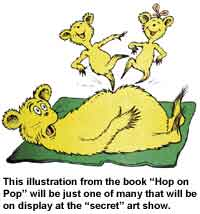 This illustration from the book “Hop on
Pop” will be just one of many that will be
on display at the “secret” art show.